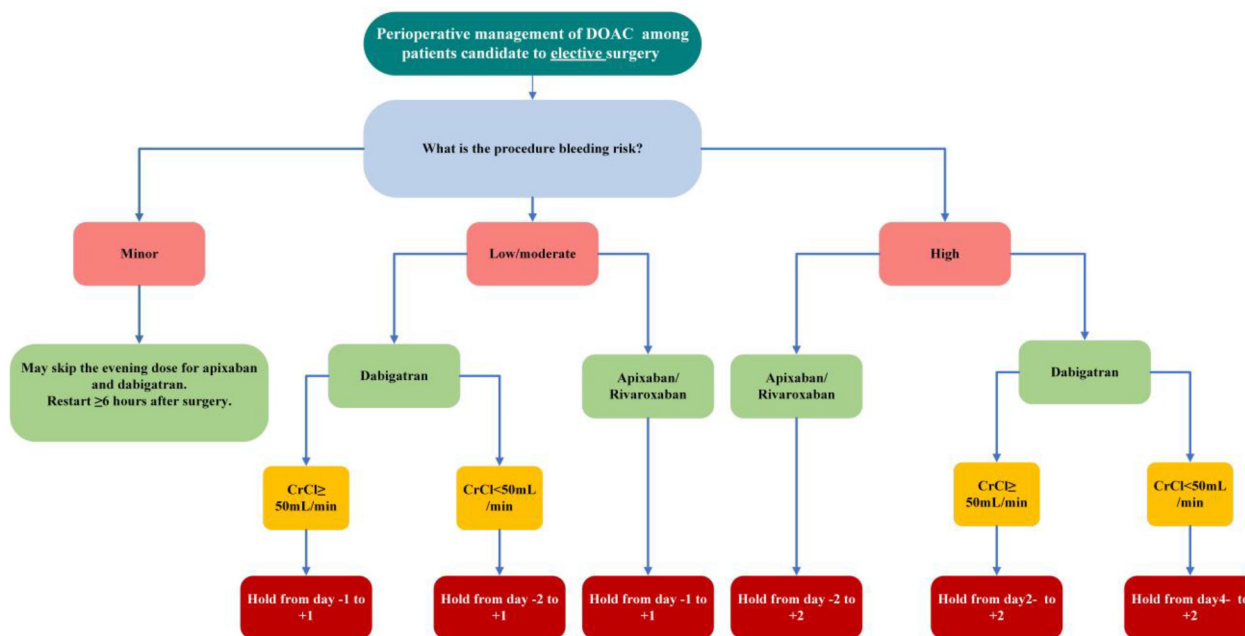 Perioperative management of DOAC among
patients candidate to elective surgery
What is the procedure bleeding risk?
Minor
Low/moderate
High
May skip the evening dose for apixaban
and dabigatran.
Restart ≥6 hours after surgery.
Dabigatran
Apixaban/
Rivaroxaban
Apixaban/
Rivaroxaban
Dabigatran
CrCl≥
50mL/min
CrCl<50mL
/min
CrCl≥
50mL/min
CrCl<50mL
/min
Hold from day -1 to
+1
Hold from day -2 to
+1
Hold from day -1 to
+1
Hold from day -2 to
+2
Hold from day2- to
+2
Hold from day4- to
+2